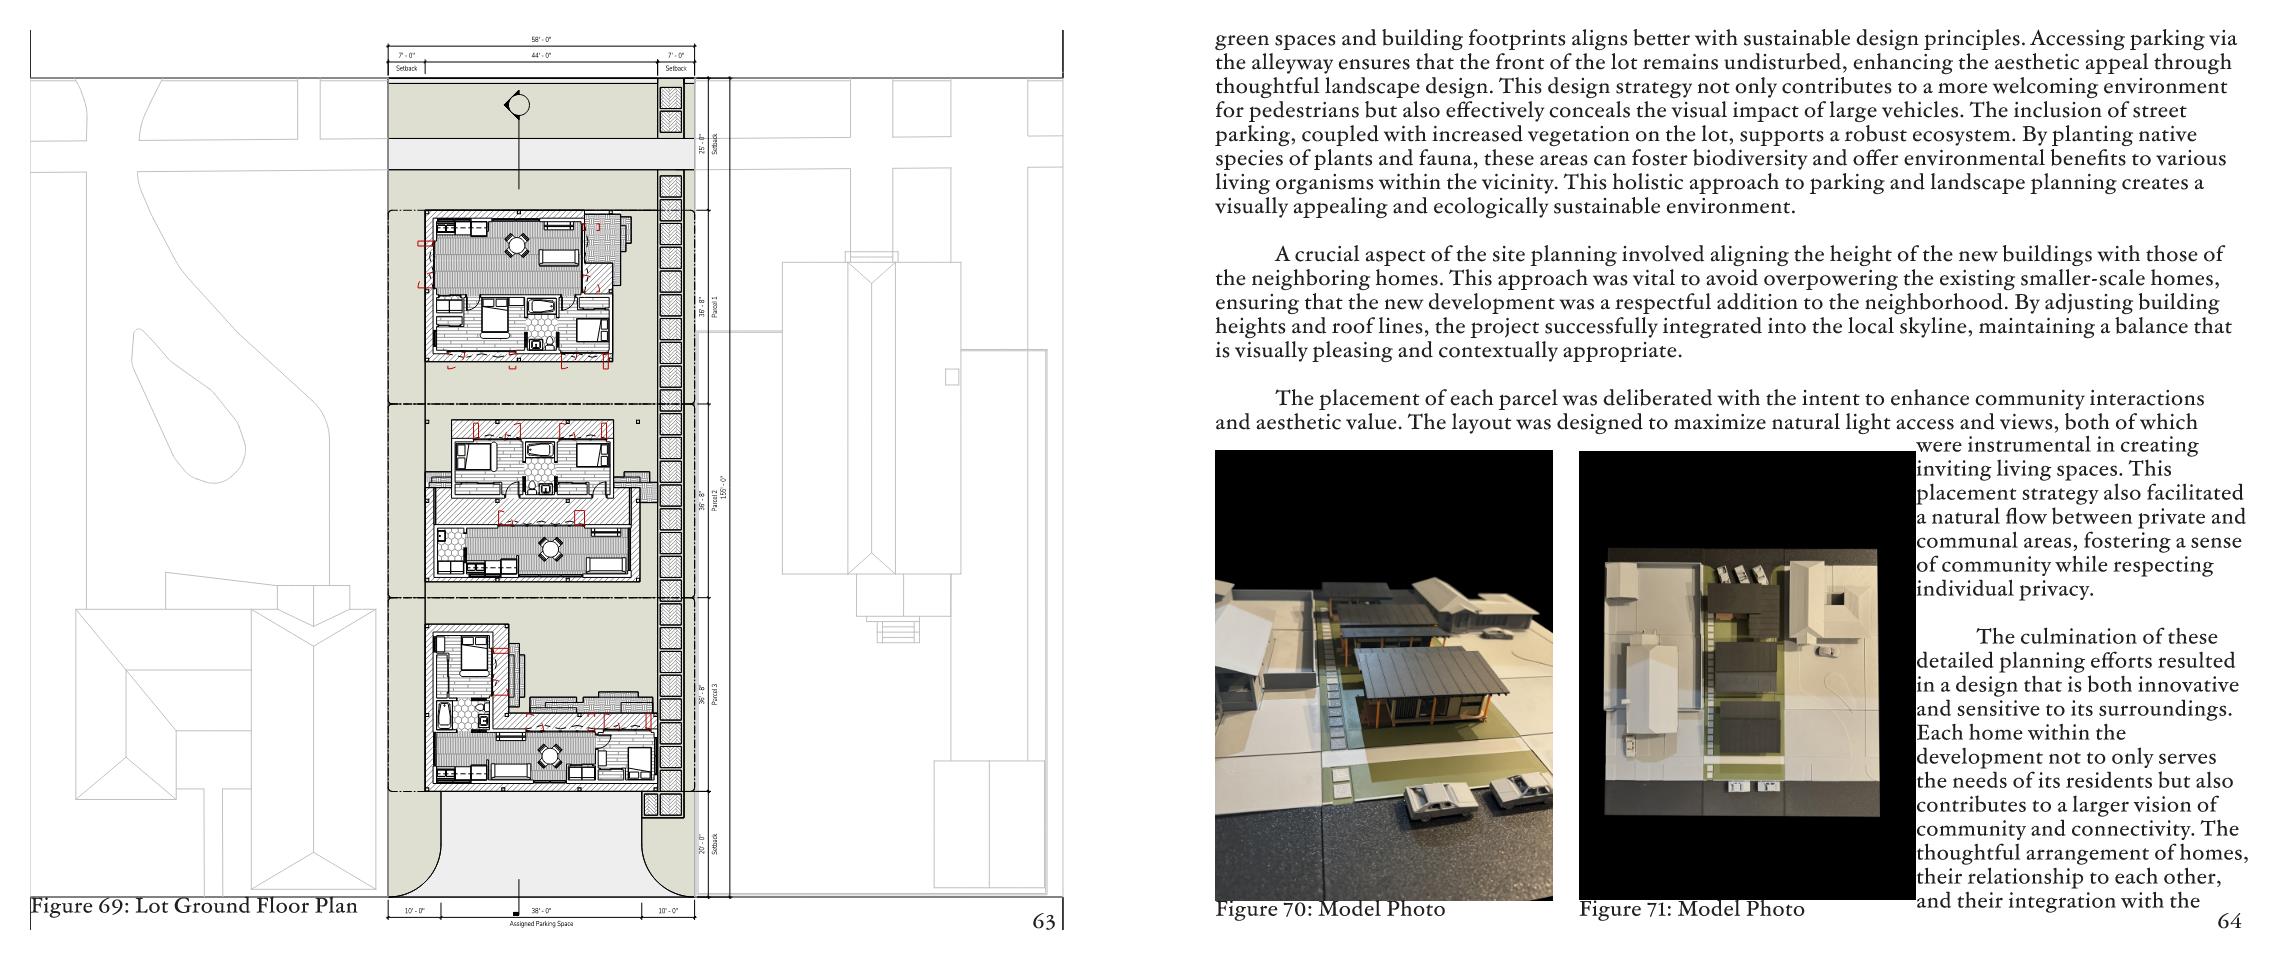 58' - 0"
7' - 0"
44' - 0"
7' - 0"
Setback
Setback
25' - 0"
Setback
36' - 8"
Parcel 1
36' - 8"
Parcel 2
155' - 0"
36' - 8"
Parcel 3
20' - 0"
Setback
10' - 0"
38' - 0"
10' - 0"
Assigned Parking Space
Figure 69: Lot Ground Floor Plan
63
green spaces and building footprints aligns better with sustainable design principles. Accessing parking via
the alleyway ensures that the front of the lot remains undisturbed, enhancing the aesthetic appeal through
thoughtful landscape design. This design strategy not only contributes to a more welcoming environment
for pedestrians but also effectively conceals the visual impact of large vehicles. The inclusion of street
parking, coupled with increased vegetation on the lot, supports a robust ecosystem. By planting native
species of plants and fauna, these areas can foster biodiversity and offer environmental benefits to various
living organisms within the vicinity. This holistic approach to parking and landscape planning creates a
visually appealing and ecologically sustainable environment.
A crucial aspect of the site planning involved aligning the height of the new buildings with those of
the neighboring homes. This approach was vital to avoid overpowering the existing smaller-scale homes,
ensuring that the new development was a respectful addition to the neighborhood. By adjusting building
heights and roof lines, the project successfully integrated into the local skyline, maintaining a balance that
is visually pleasing and contextually appropriate.
The placement of each parcel was deliberated with the intent to enhance community interactions
and aesthetic value. The layout was designed to maximize natural light access and views, both of which
were instrumental in creating
inviting living spaces. This
placement strategy also facilitated
a natural flow between private and
communal areas, fostering a sense
of community while respecting
individual privacy.
The culmination of these
detailed planning efforts resulted
in a design that is both innovative
and sensitive to its surroundings.
Each home within the
development not to only serves
the needs of its residents but also
contributes to a larger vision of
community and connectivity. The
thoughtful arrangement of homes,
their relationship to each other,
and their integration with the
Figure 70: Model Photo
Figure 71: Model Photo
64